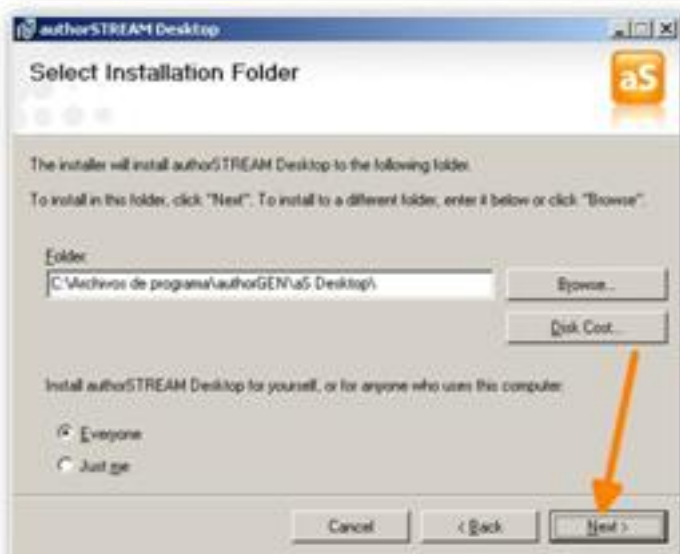 authorSTREAM Desktop
Select Installation Folder
aS
The installer will install authorSTREAM Desktop to the following folder.
To install in this folder, click "Next". To install to a different folder, enter it below or click "Browse".
Folder:
C:\Archivos de programa\authorGEN\aS Desktop\
Browse...
Disk Cost...
Install authorSTREAM Desktop for yourself, or for anyone who uses this computer:
Everyone
Just me
Cancel
< Back
Next >